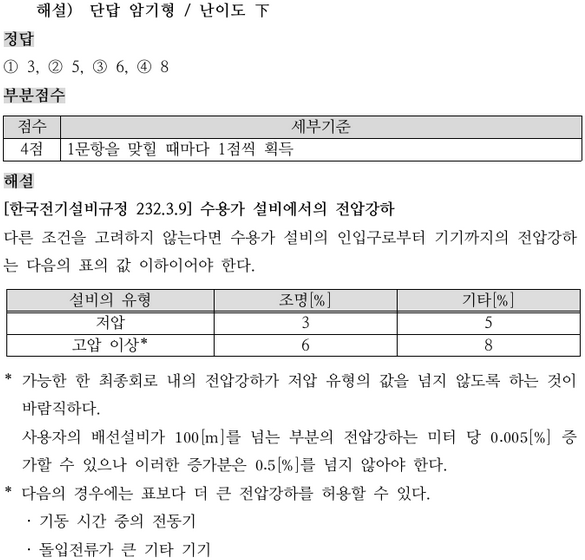 해설) 단답 암기형 / 난이도 下
정답
① 3, ② 5, ③ 6, ④ 8
부분점수
점수 세부기준
4점 1문항을 맞힐 때마다 1점씩 획득
해설
[한국전기설비규정 232.3.9] 수용가 설비에서의 전압강하
다른 조건을 고려하지 않는다면 수용가 설비의 인입구로부터 기기까지의 전압강하
는 다음의 표의 값 이하이어야 한다.
설비의 유형 조명[%] 기타[%]
저압 3 5
고압 이상* 6 8
* 가능한 한 최종회로 내의 전압강하가 저압 유형의 값을 넘지 않도록 하는 것이
바람직하다.
사용자의 배선설비가 100[m]를 넘는 부분의 전압강하는 미터 당 0.005[%] 증
가할 수 있으나 이러한 증가분은 0.5[%]를 넘지 않아야 한다.
* 다음의 경우에는 표보다 더 큰 전압강하를 허용할 수 있다.
· 기동 시간 중의 전동기
· 돌입전류가 큰 기타 기기